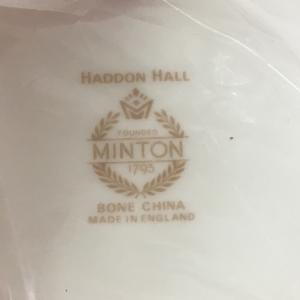 HADDON HALL
FOUNDED
MINTON
1793
BONE CHINA
MADE IN ENGLAND